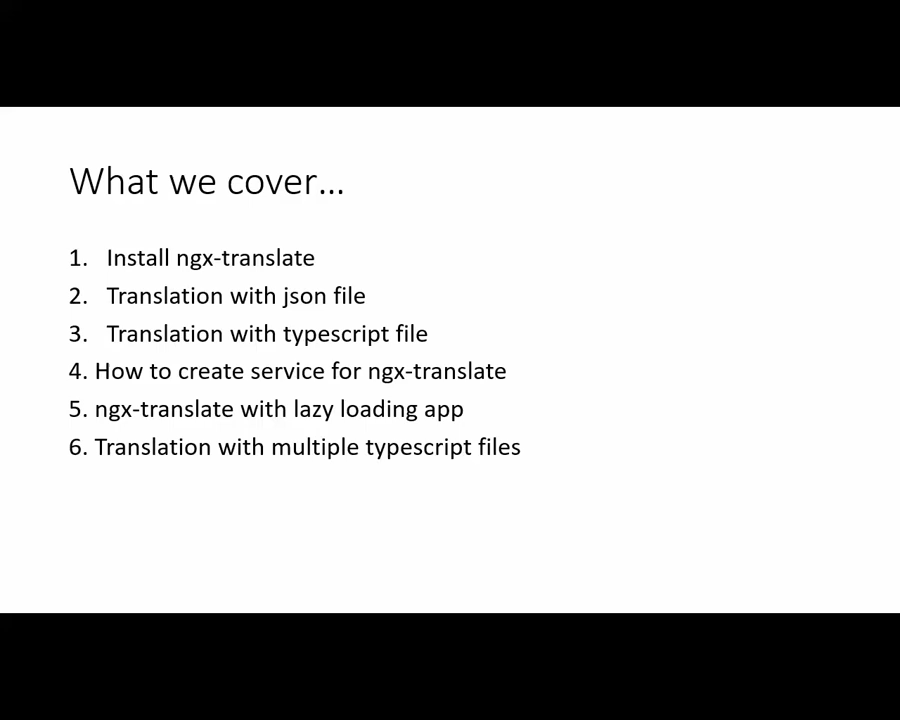 What we cover...
1. Install ngx-translate
2. Translation with json file
3. Translation with typescript file
4. How to create service for ngx-translate
5. ngx-translate with lazy loading app
6. Translation with multiple typescript files